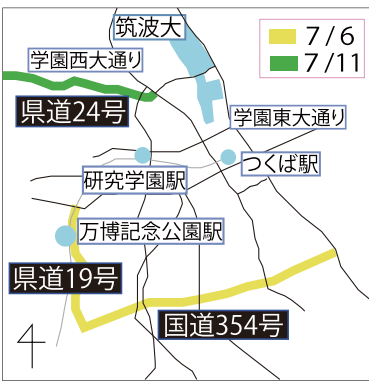 筑波大
7/6
7/11
学園西大通り
県道24号
学園東大通り
つくば駅
研究学園駅
万博記念公園駅
県道19号
国道354号